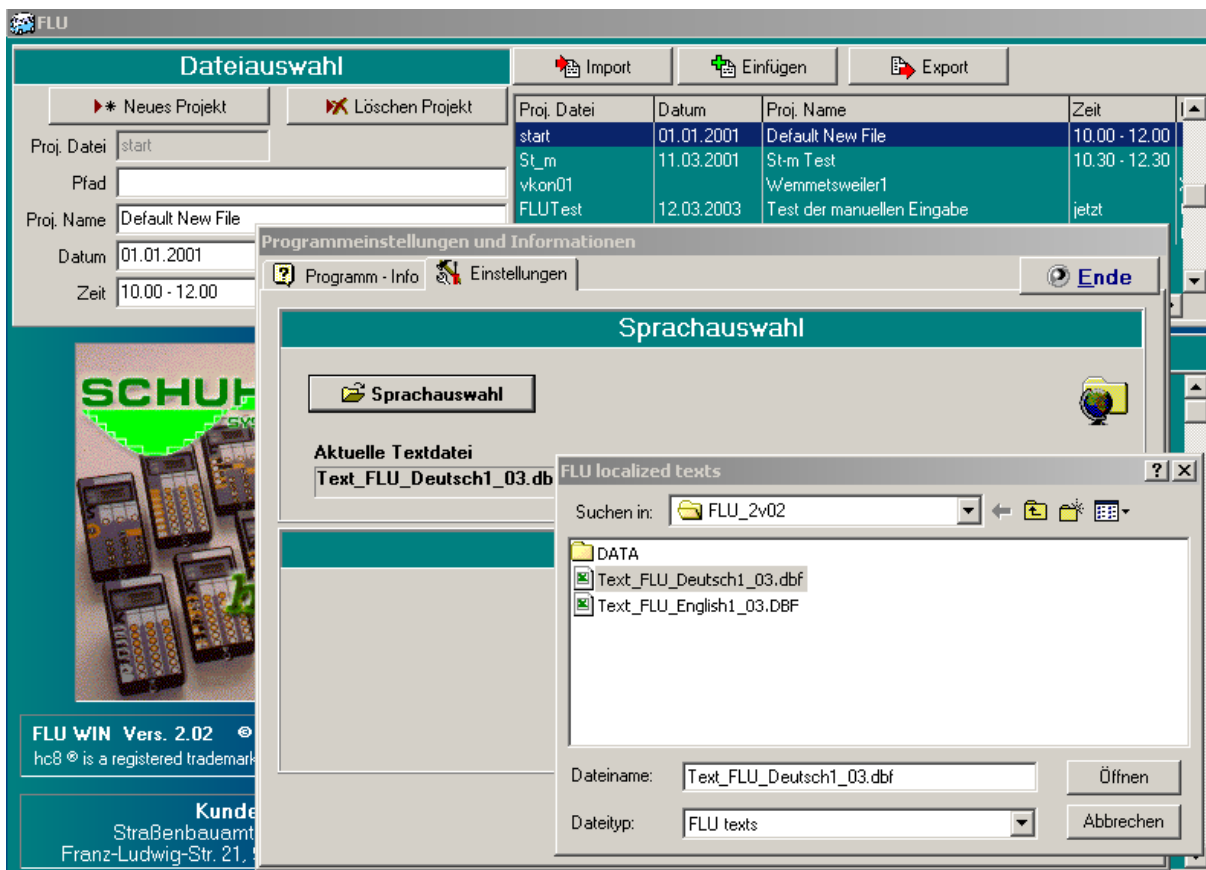 FLU
Dateiauswahl
Import
Einfügen
Export
Neues Projekt
Löschen Projekt
Proj. Datei
start
Pfad
Proj. Name
Default New File
Datum
01.01.2001
Zeit
10.00 - 12.00
Proj. Datei Datum Proj. Name Zeit
start 01.01.2001 Default New File 10.00 - 12.00
St_m 11.03.2001 St-m Test 10.30 - 12.30
vkon01 Wemmetsweiler1
FLUTest 12.03.2003 Test der manuellen Eingabe jetzt
Programmeinstellungen und Informationen
Programm - Info
Einstellungen
Ende
Sprachauswahl
Sprachauswahl
Aktuelle Textdatei
Text_FLU_Deutsch1_03.db
FLU localized texts
Suchen in:
FLU_2v02
DATA
Text_FLU_Deutsch1_03.dbf
Text_FLU_English1_03.DBF
Dateiname:
Text_FLU_Deutsch1_03.dbf
Öffnen
Dateityp:
FLU texts
Abbrechen
SCHUH
FLU WIN Vers. 2.02 ©
hc8 ® is a registered trademark
Kunde
Straßenbauamt
Franz-Ludwig-Str. 21,